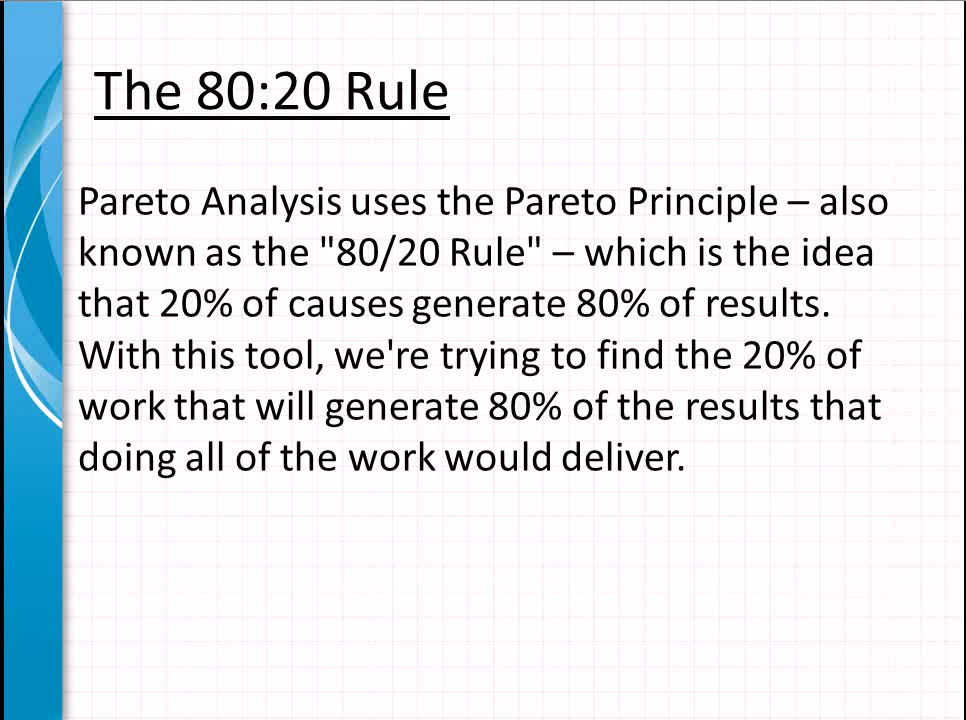 The 80:20 Rule
Pareto Analysis uses the Pareto Principle – also
known as the "80/20 Rule" – which is the idea
that 20% of causes generate 80% of results.
With this tool, we're trying to find the 20% of
work that will generate 80% of the results that
doing all of the work would deliver.